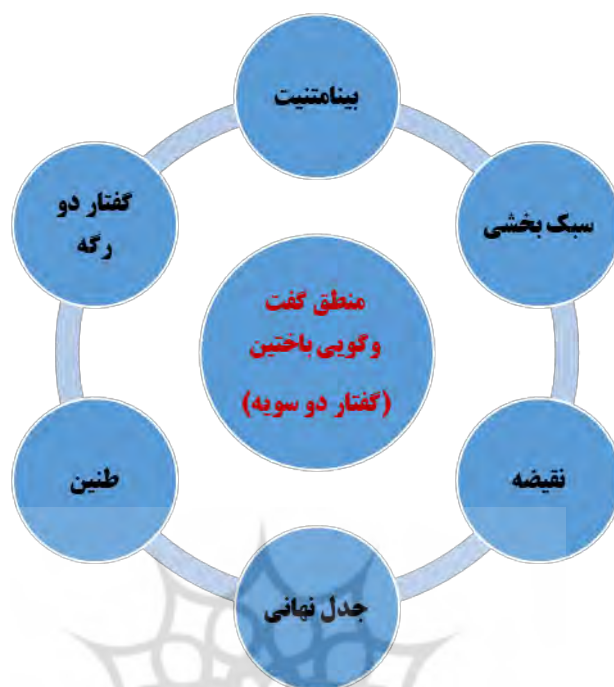 بینامتنیت
سبک بخشی
گفتار دو
رگه
منطق گفت
وگویی باختین
(گفتار دو سویه)
نقیضه
طنین
جدل نهانی